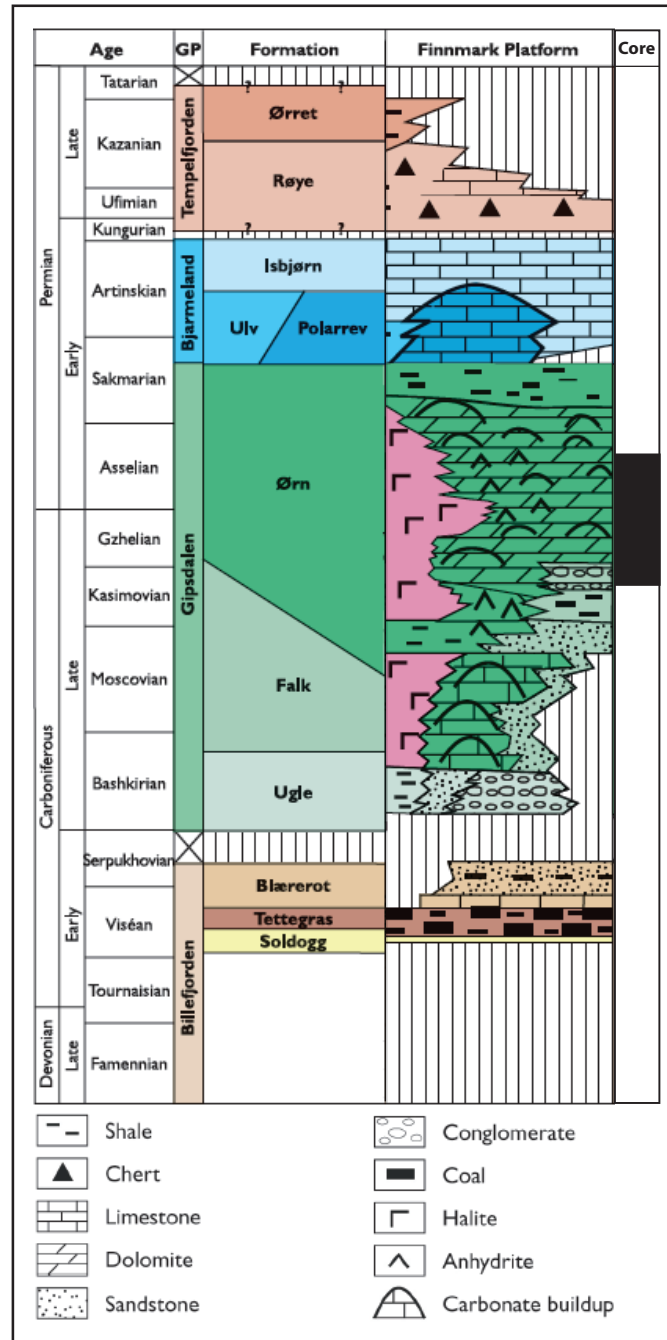 Age GP Formation Finnmark Platform Core
Permian
Carboniferous
Devonian
Late
Early
Late
Early
Late
Tatarian
Kazanian
Ufimian
Kungurian
Artinskian
Sakmarian
Asselian
Gzhelian
Kasimovian
Moscovian
Bashkirian
Serpukhovian
Viséan
Tournaisian
Famennian
Tempelfjorden
Bjarmeland
Gipsdalen
Billefjorden
? ?
Ørret
Røye
? ?
Isbjørn
Ulv Polarrev
Ørn
Falk
Ugle
Blærerot
Tettegras
Soldogg
Shale
Chert
Limestone
Dolomite
Sandstone
Conglomerate
Coal
Halite
Anhydrite
Carbonate buildup